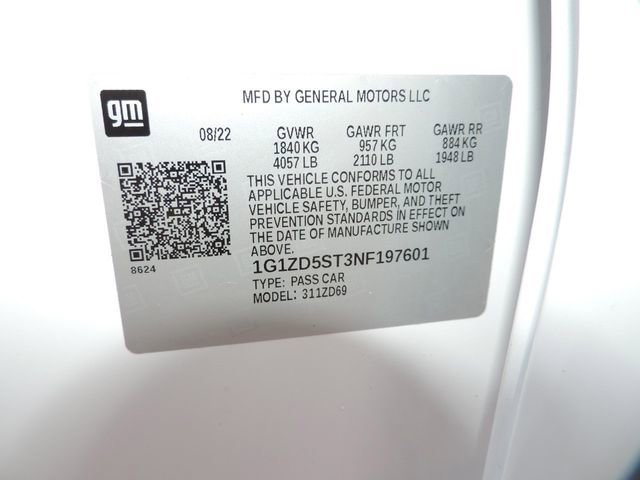 gm
MFD BY GENERAL MOTORS LLC
08/22 GVWR GAWR FRT GAWR RR
1840 KG 957 KG 884 KG
4057 LB 2110 LB 1948 LB
THIS VEHICLE CONFORMS TO ALL
APPLICABLE U.S. FEDERAL MOTOR
VEHICLE SAFETY, BUMPER, AND THEFT
PREVENTION STANDARDS IN EFFECT ON
THE DATE OF MANUFACTURE SHOWN
ABOVE.
8624
1G1ZD5ST3NF197601
TYPE: PASS CAR
MODEL: 311ZD69